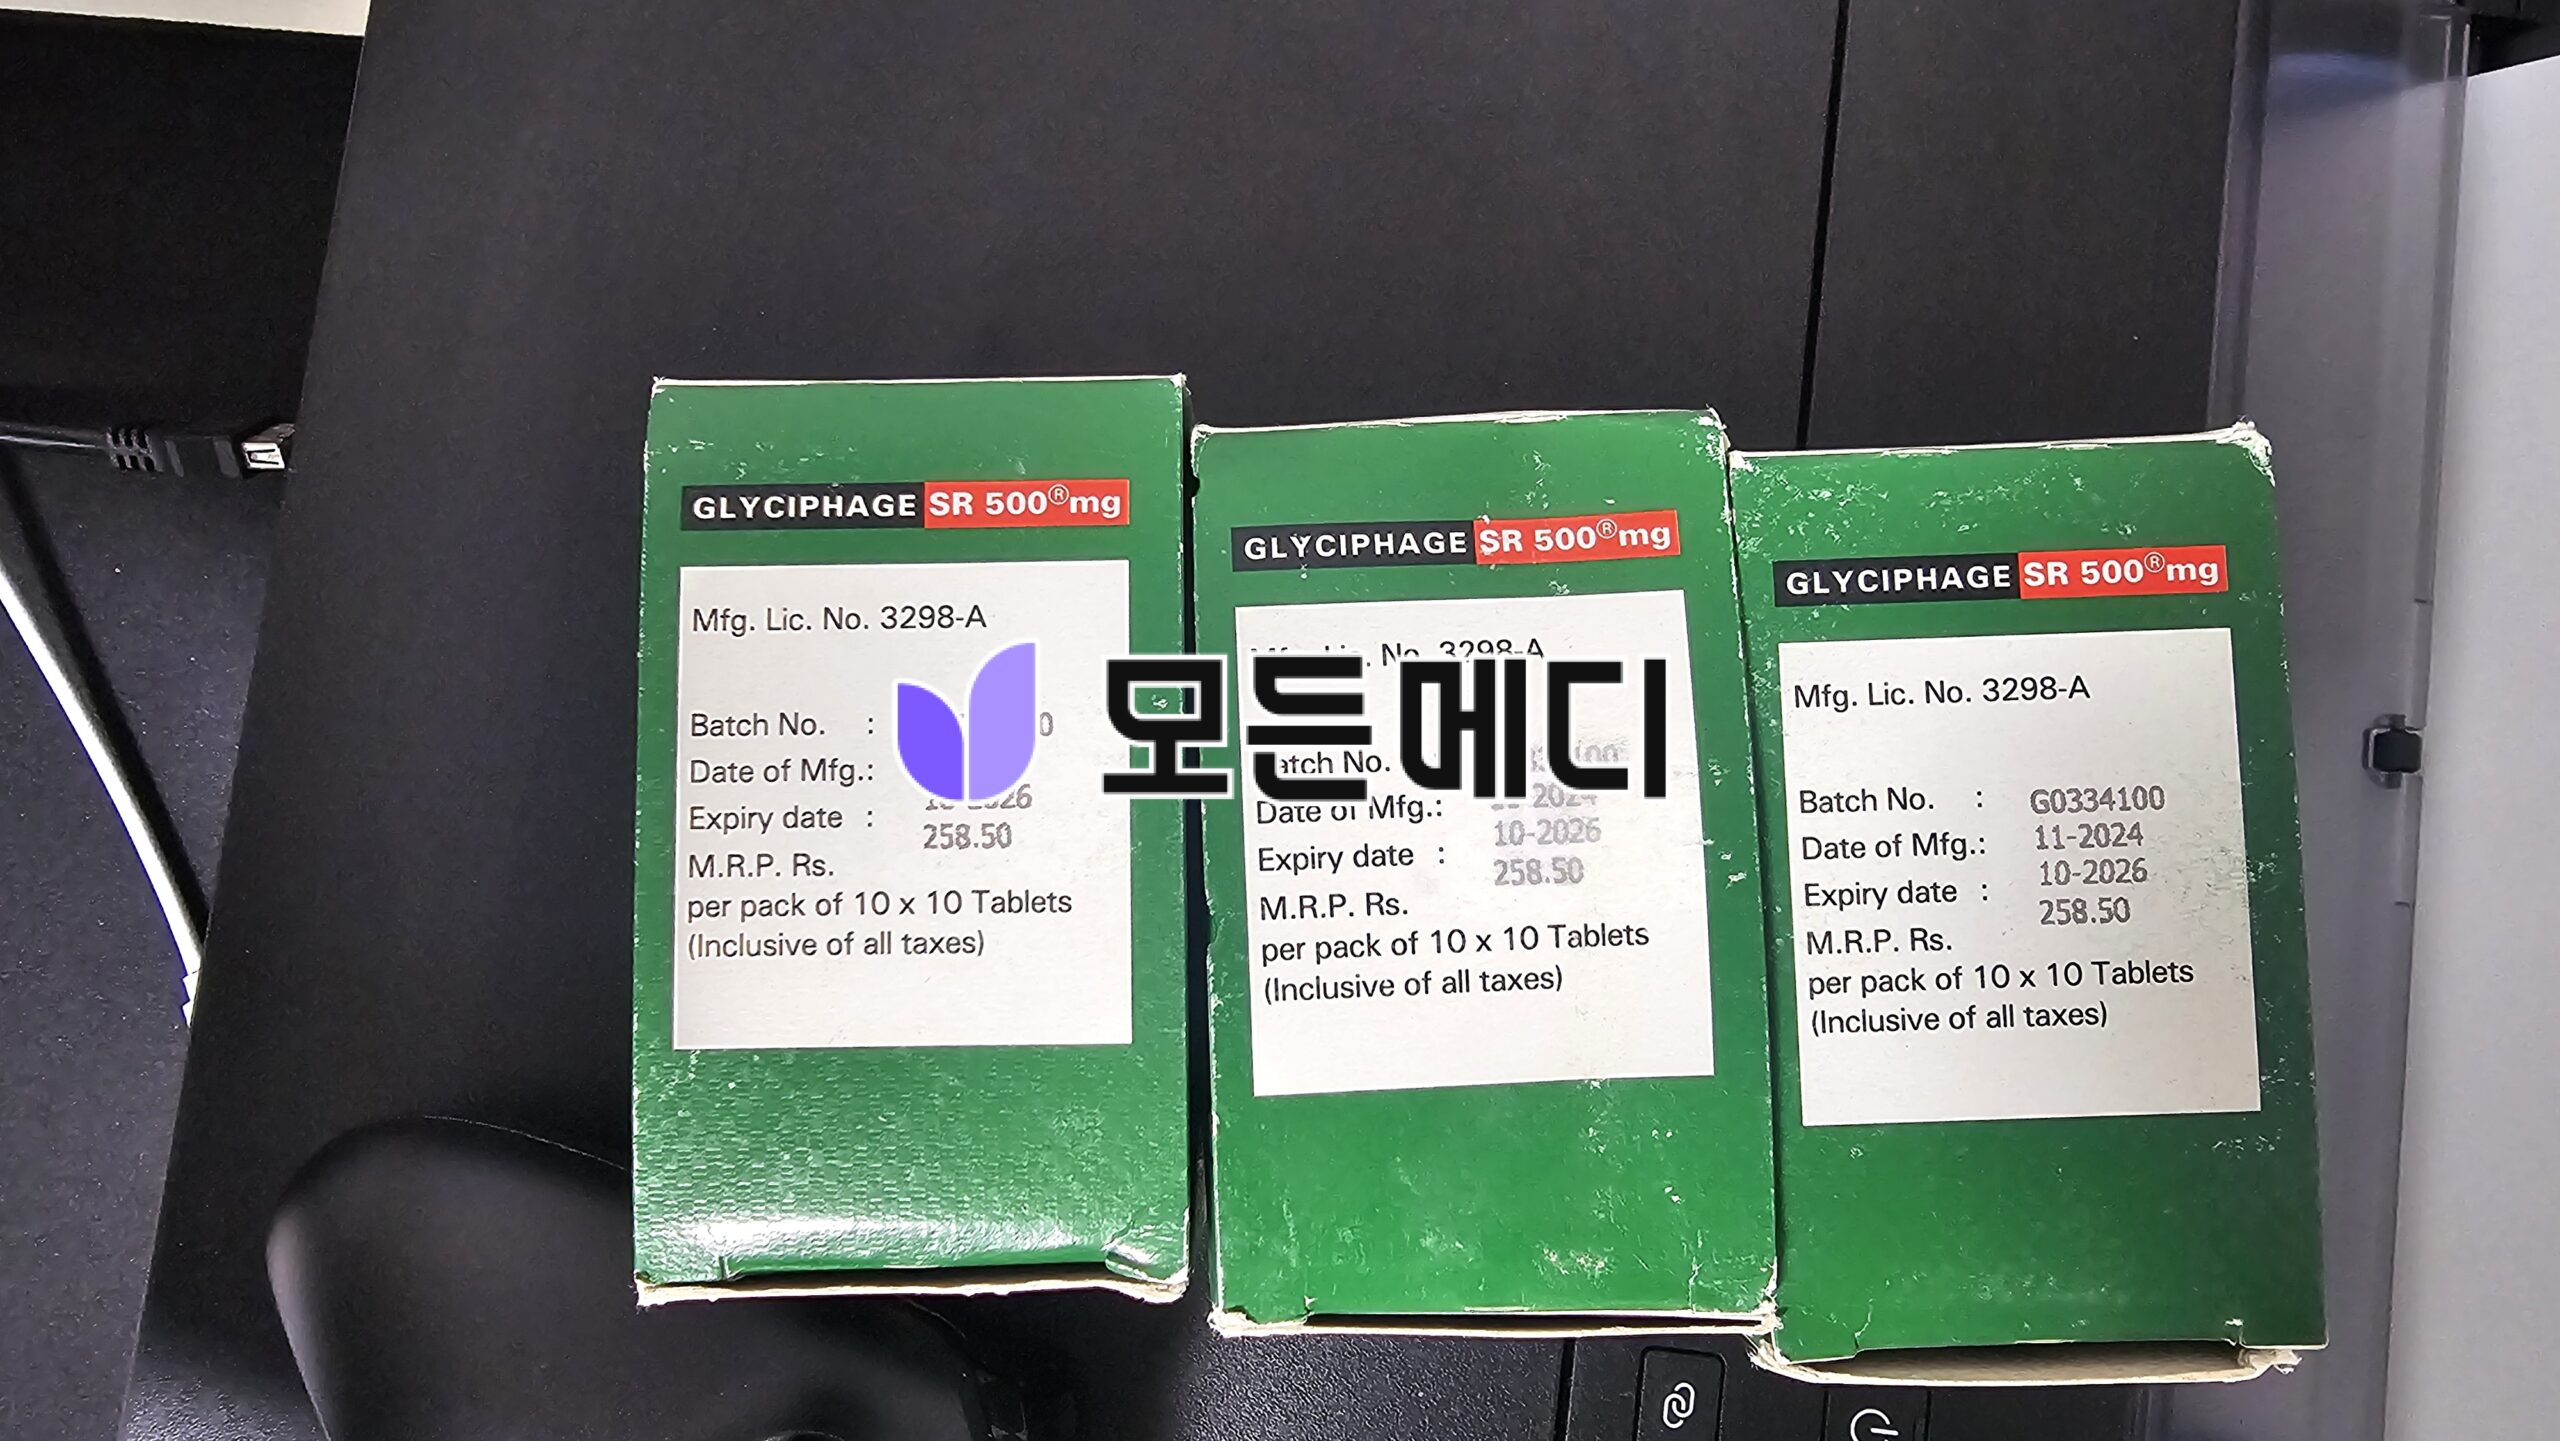 GLYCIPHAGE SR 500®mg
Mfg. Lic. No. 3298-A
Batch No. :
Date of Mfg.:
Expiry date :
258.50
M.R.P. Rs.
per pack of 10 x 10 Tablets
(Inclusive of all taxes)
GLYCIPHAGE SR 500®mg
No. 3298-A
No.
Date of Mfg.:
10-2026
Expiry date :
258.50
M.R.P. Rs.
per pack of 10 x 10 Tablets
(Inclusive of all taxes)
GLYCIPHAGE SR 500®mg
Mfg. Lic. No. 3298-A
Batch No. : G0334100
Date of Mfg.: 11-2024
Expiry date : 10-2026
M.R.P. Rs. 258.50
per pack of 10 x 10 Tablets
(Inclusive of all taxes)
모든메디